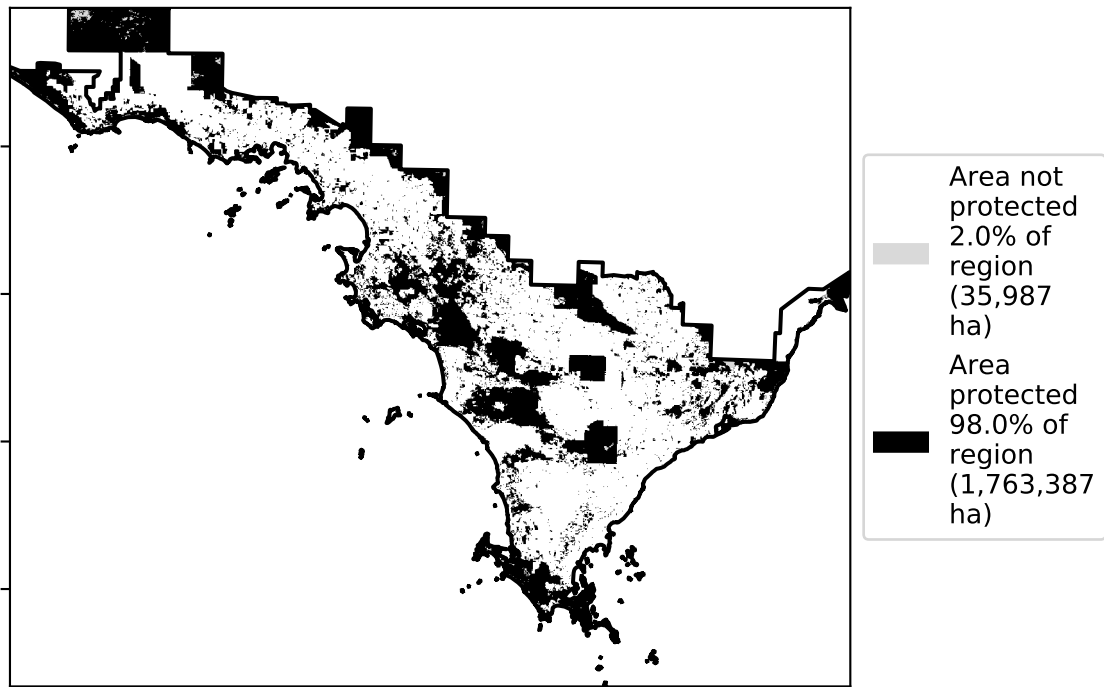 Area not
protected
2.0% of
region
(35,987
ha)
Area
protected
98.0% of
region
(1,763,387
ha)